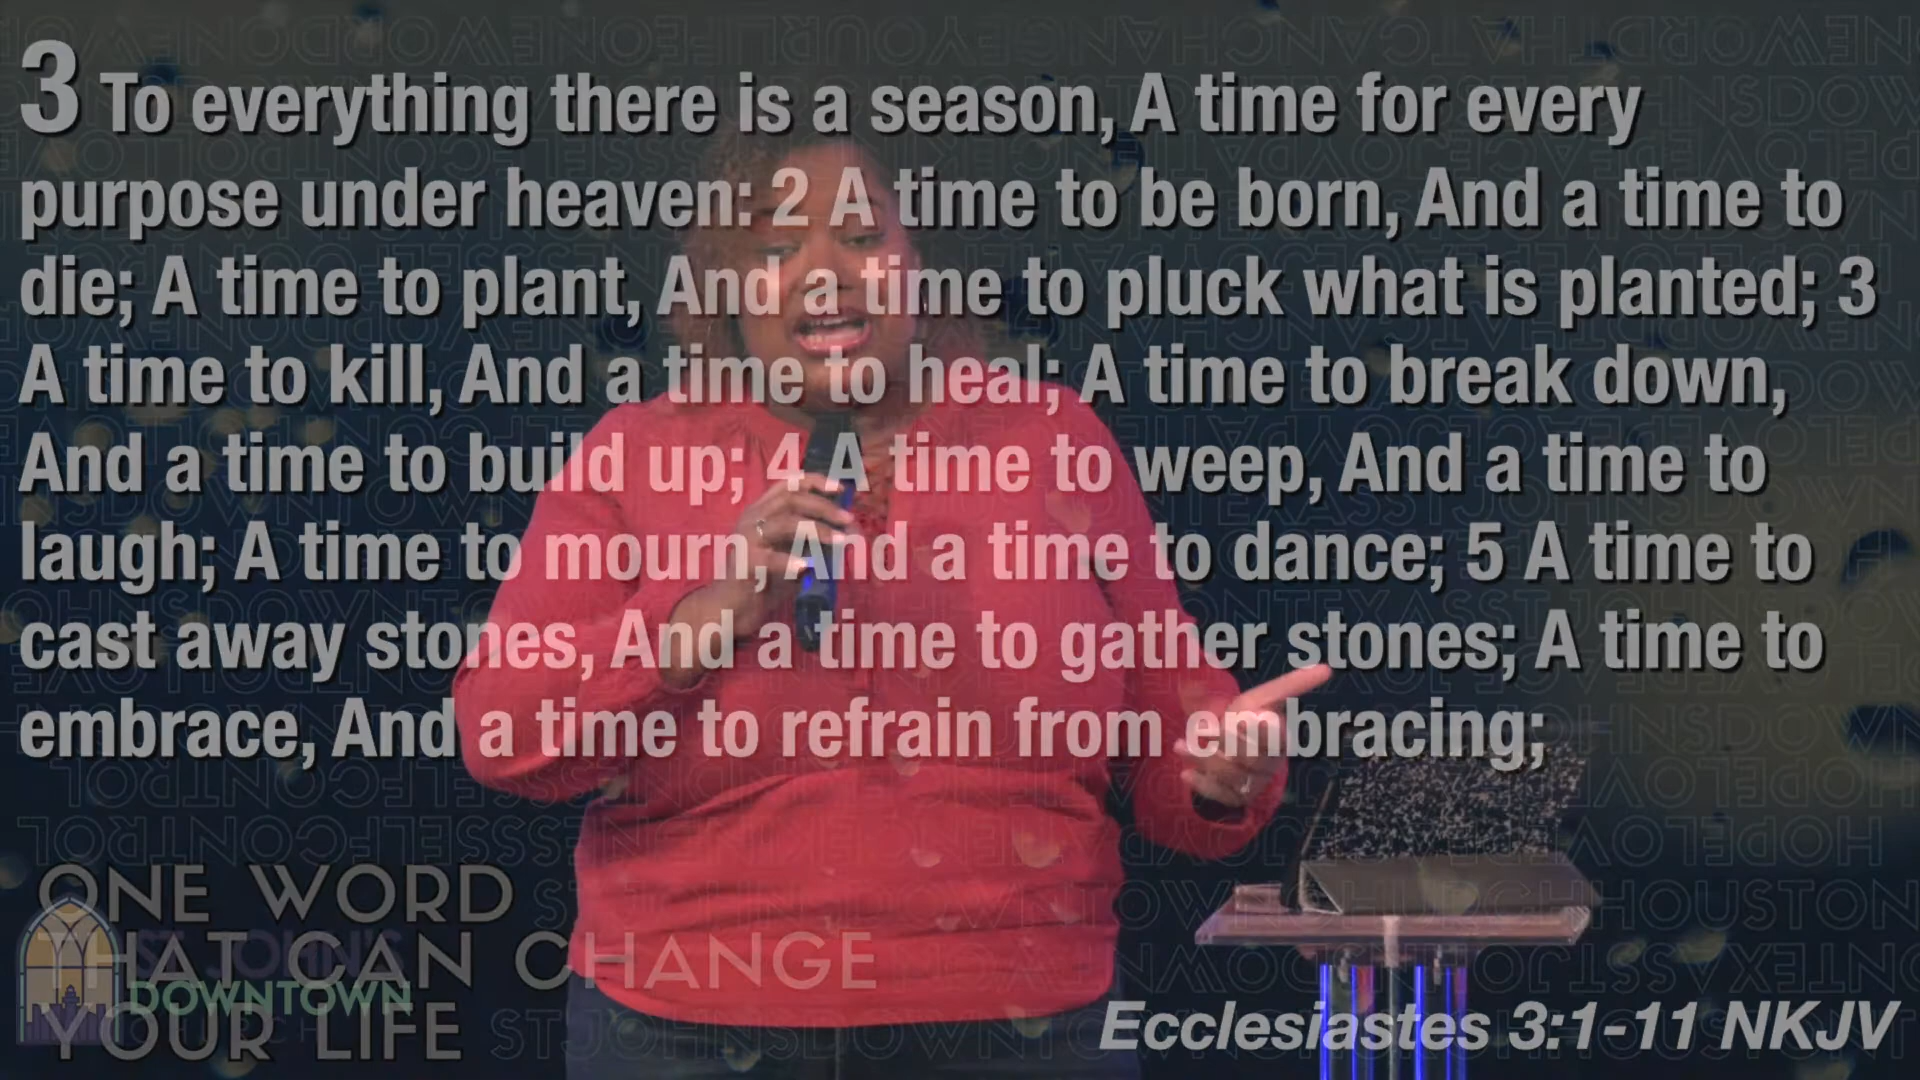 3 To everything there is a season, A time for every
purpose under heaven: 2 A time to be born, And a time to
die; A time to plant, And a time to pluck what is planted; 3
A time to kill, And a time to heal; A time to break down,
And a time to build up; 4 A time to weep, And a time to
laugh; A time to mourn, And a time to dance; 5 A time to
cast away stones, And a time to gather stones; A time to
embrace, And a time to refrain from embracing;
ONE WORD
THAT CAN CHANGE
YOUR LIFE
ST. JOHN'S
DOWNTOWN
Ecclesiastes 3:1-11 NKJV